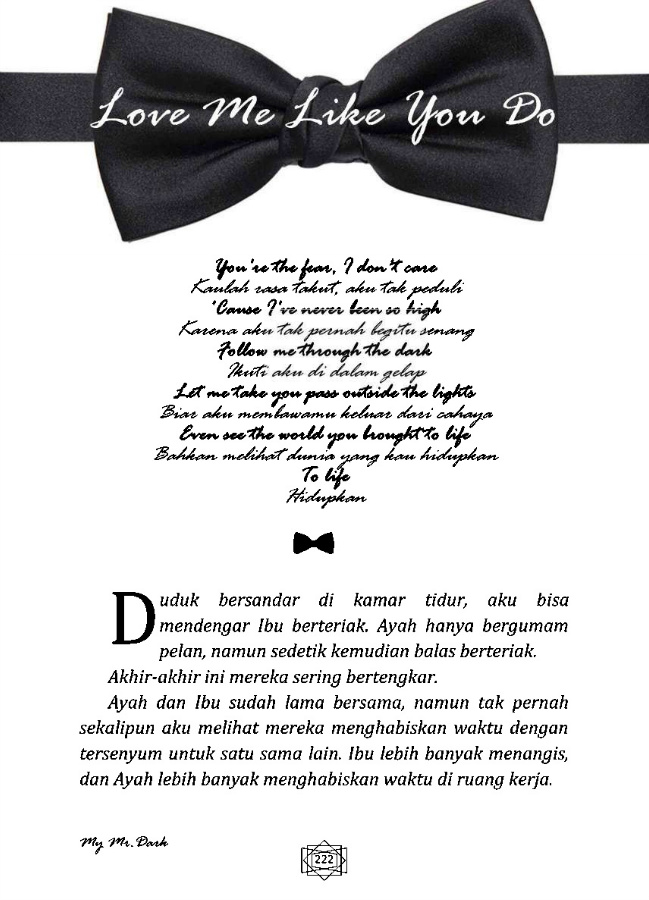 Love Me Like You Do
You're the fear, I don't care
Kaulah rasa takut, aku tak peduli
'Cause I've never been so high
Karena aku tak pernah begitu senang
Follow me through the dark
Ikuti aku di dalam gelap
Let me take you pass outside the lights
Biar aku membawamu keluar dari cahaya
Even see the world you brought to life
Bahkan melihat dunia yang kau hidupkan
To life
Hidupkan
Duduk bersandar di kamar tidur, aku bisa
mendengar Ibu berteriak. Ayah hanya bergumam
pelan, namun sedetik kemudian balas berteriak.
Akhir-akhir ini mereka sering bertengkar.
Ayah dan Ibu sudah lama bersama, namun tak pernah
sekalipun aku melihat mereka menghabiskan waktu dengan
tersenyum untuk satu sama lain. Ibu lebih banyak menangis,
dan Ayah lebih banyak menghabiskan waktu di ruang kerja.
My Mr. Dark
222